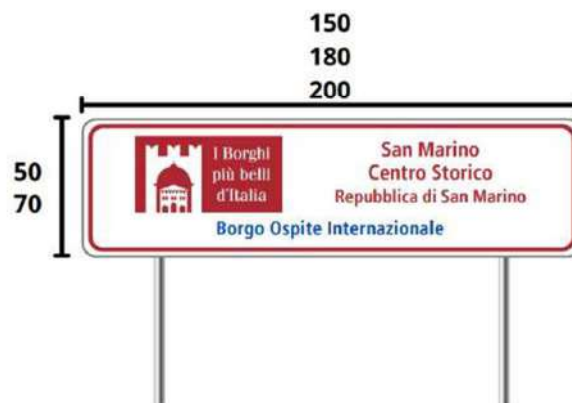 150
180
200
50
70
I Borghi
più belli
d'Italia
San Marino
Centro Storico
Repubblica di San Marino
Borgo Ospite Internazionale